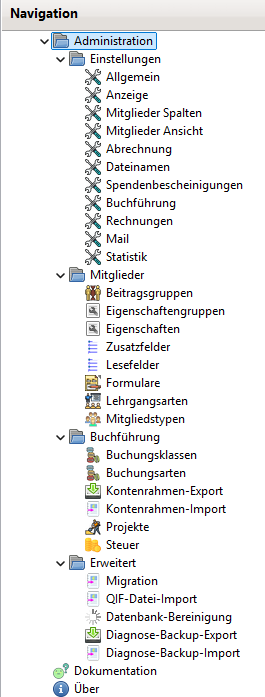 Navigation
Administration
Einstellungen
Allgemein
Anzeige
Mitglieder Spalten
Mitglieder Ansicht
Abrechnung
Dateinamen
Spendenbescheinigungen
Buchführung
Rechnungen
Mail
Statistik
Mitglieder
Beitragsgruppen
Eigenschaftengruppen
Eigenschaften
Zusatzfelder
Lesefelder
Formulare
Lehrgangsarten
Mitgliedstypen
Buchführung
Buchungsklassen
Buchungsarten
Kontenrahmen-Export
Kontenrahmen-Import
Projekte
Steuer
Erweitert
Migration
QIF-Datei-Import
Datenbank-Bereinigung
Diagnose-Backup-Export
Diagnose-Backup-Import
Dokumentation
Über